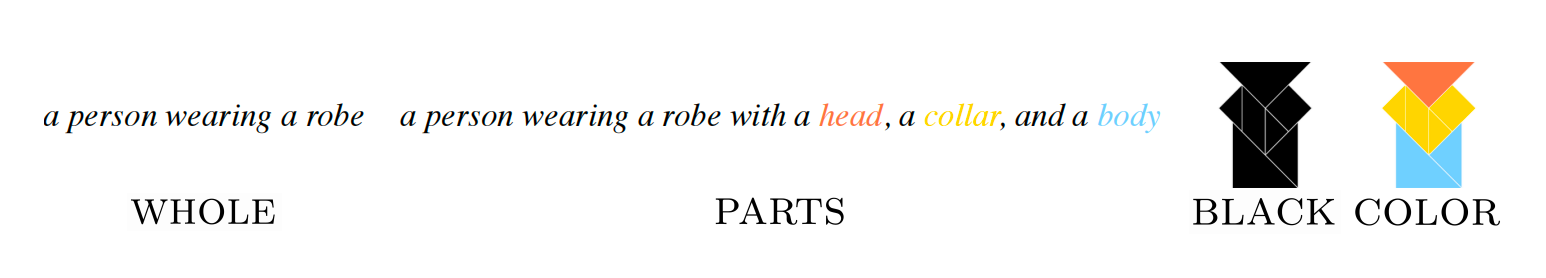 a person wearing a robe
a person wearing a robe with a head, a collar, and a body
WHOLE
PARTS
BLACK
COLOR